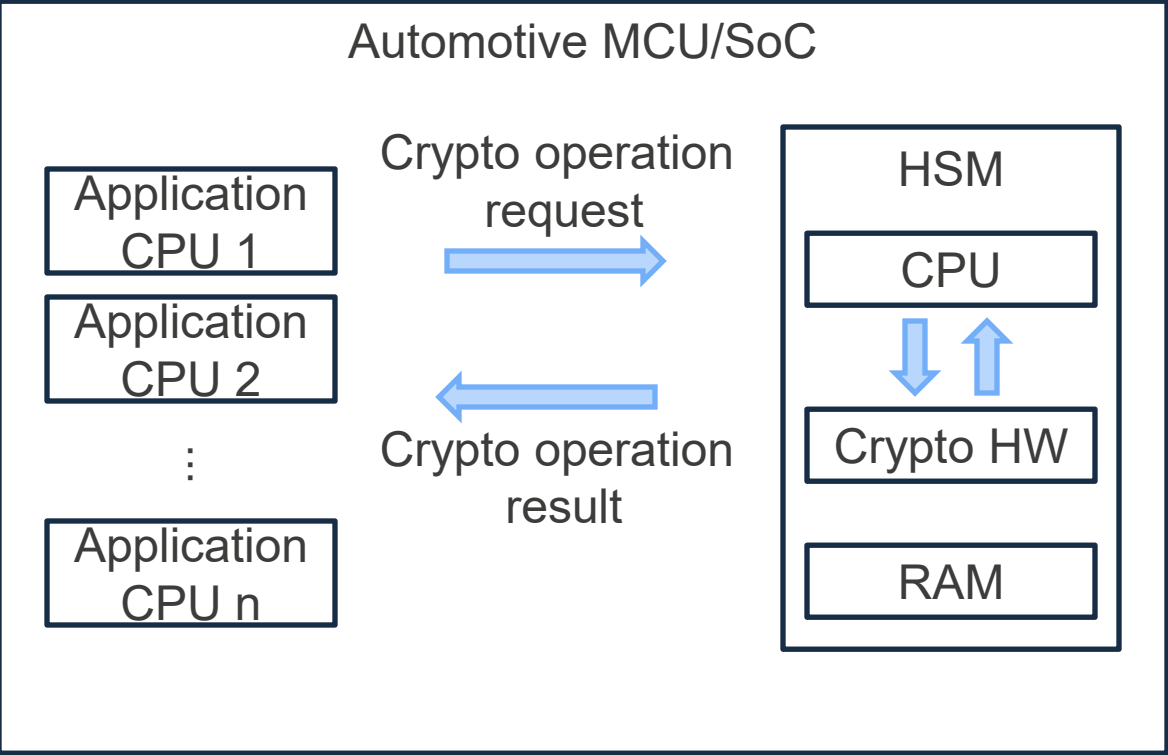 Automotive MCU/SoC
Application
CPU 1
Application
CPU 2
⋮
Application
CPU n
Crypto operation
request
Crypto operation
result
HSM
CPU
Crypto HW
RAM